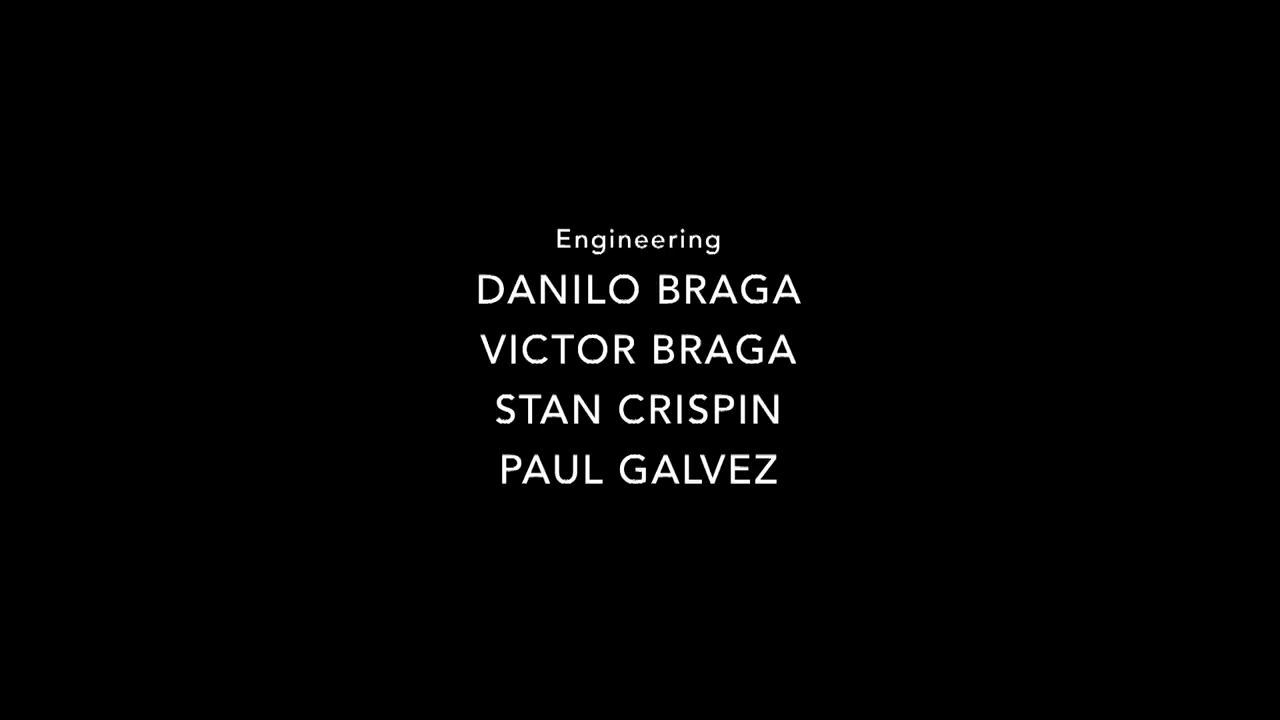 Engineering
DANILO BRAGA
VICTOR BRAGA
STAN CRISPIN
PAUL GALVEZ